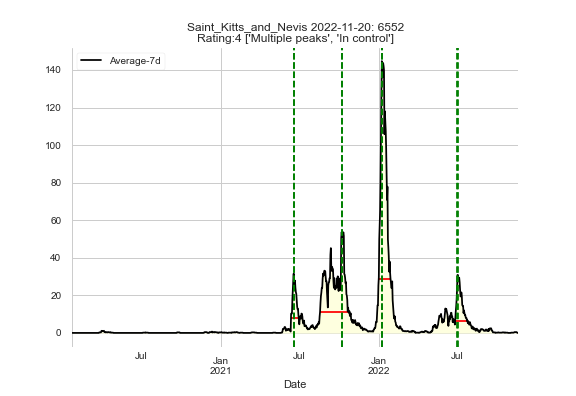 Saint_Kitts_and_Nevis 2022-11-20: 6552
Rating:4 ['Multiple peaks', 'In control']
Average-7d
140
120
100
80
60
40
20
0
Jul
Jan
2021
Jul
Jan
2022
Jul
Date